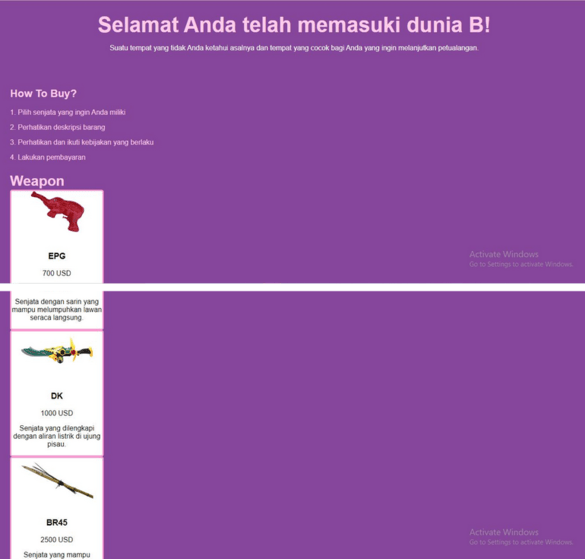 Selamat Anda telah memasuki dunia B!
Suatu tempat yang tidak Anda ketahui asalnya dan tempat yang cocok bagi Anda yang ingin melanjutkan petualangan.
How To Buy?
1. Pilih senjata yang ingin Anda miliki
2. Perhatikan deskripsi barang
3. Perhatikan dan ikuti kebijakan yang berlaku
4. Lakukan pembayaran
Weapon
EPG
700 USD
Activate Windows
Go to Settings to activate Windows.
Senjata dengan sarin yang
mampu melumpuhkan lawan
seraca langsung.
DK
1000 USD
Senjata yang dilengkapi
dengan aliran listrik di ujung
pisau.
BR45
2500 USD
Senjata yang mampu
Activate Windows
Go to Settings to activate Windows.